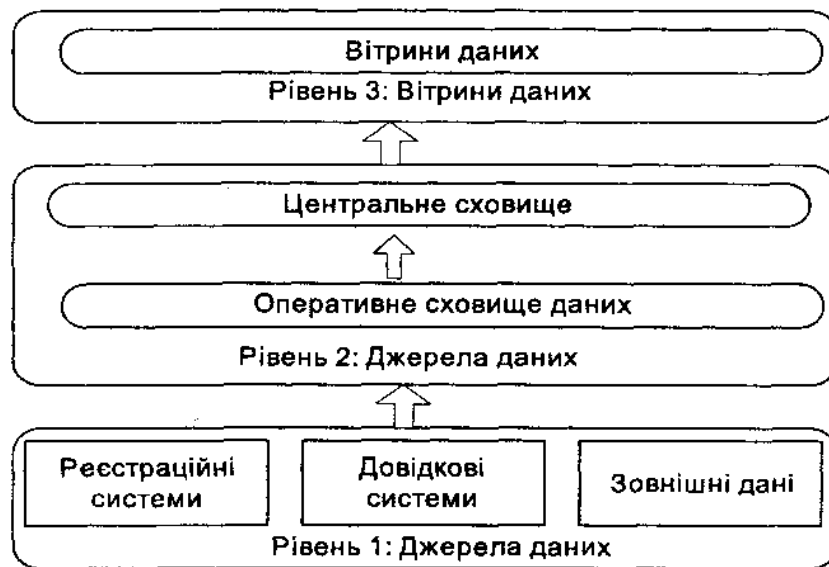 Вітрини даних
Рівень 3: Вітрини даних
Центральне сховище
Оперативне сховище даних
Рівень 2: Джерела даних
Реєстраційні
системи
Довідкові
системи
Зовнішні дані
Рівень 1: Джерела даних